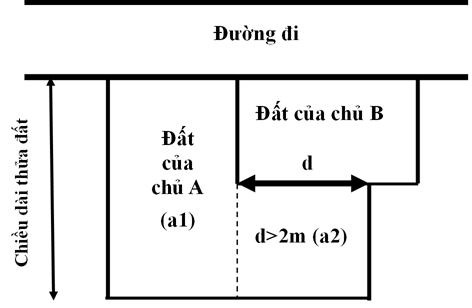 Đường đi
Chiều dài thửa đất
Đất
của
chủ A
(a1)
Đất của chủ B
d
d>2m (a2)